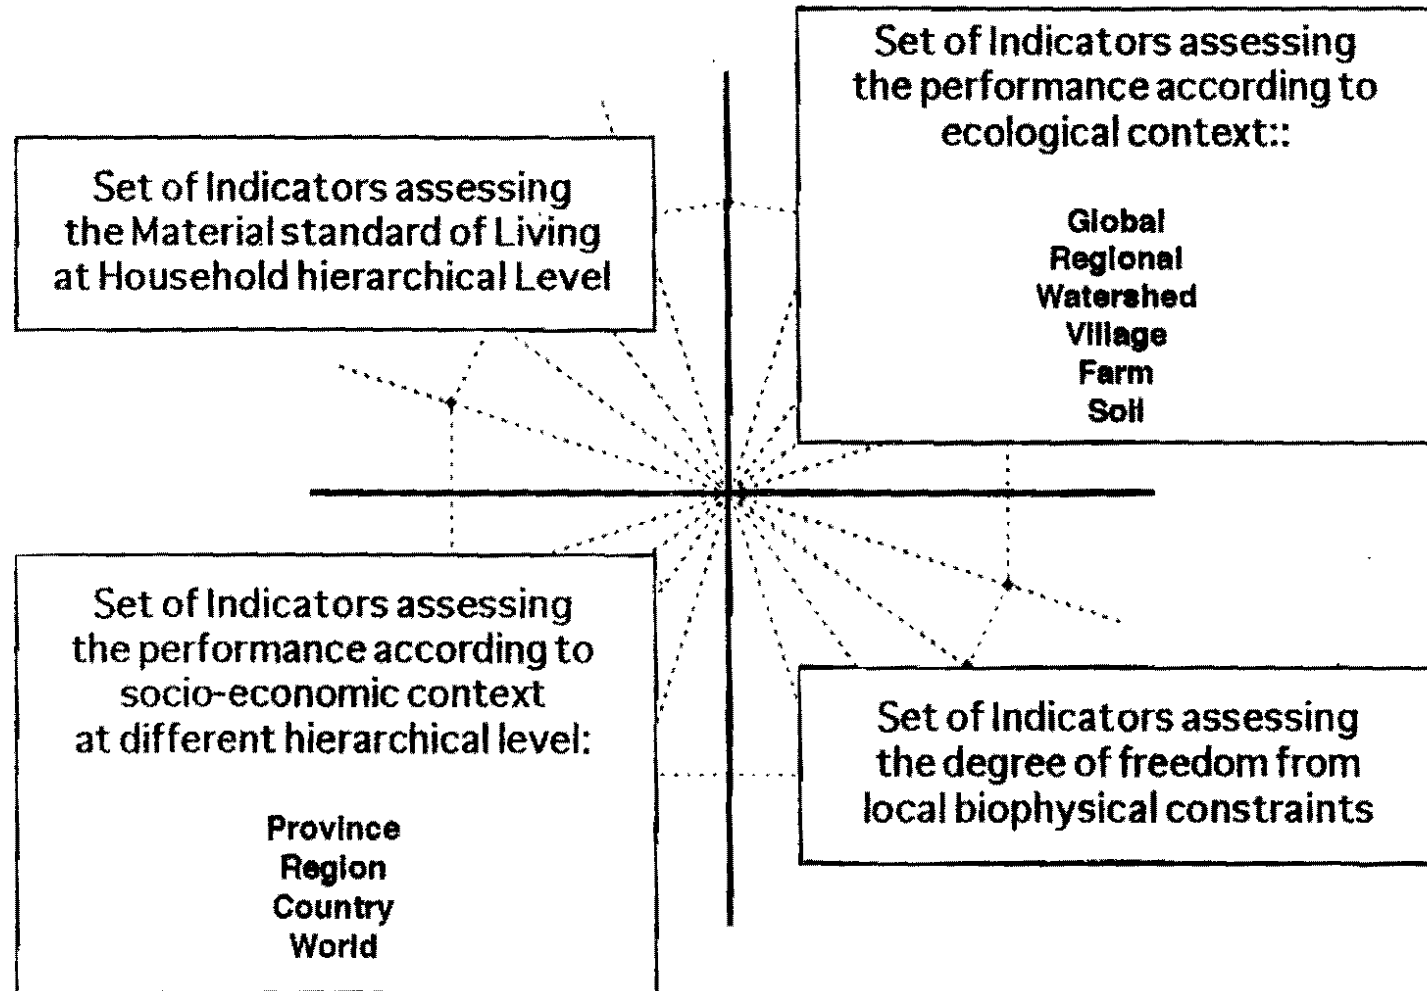 Set of Indicators assessing
the Material standard of Living
at Household hierarchical Level
Set of Indicators assessing
the performance according to
ecological context::
Global
Regional
Watershed
Village
Farm
Soil
Set of Indicators assessing
the performance according to
socio-economic context
at different hierarchical level:
Province
Region
Country
World
Set of Indicators assessing
the degree of freedom from
local biophysical constraints